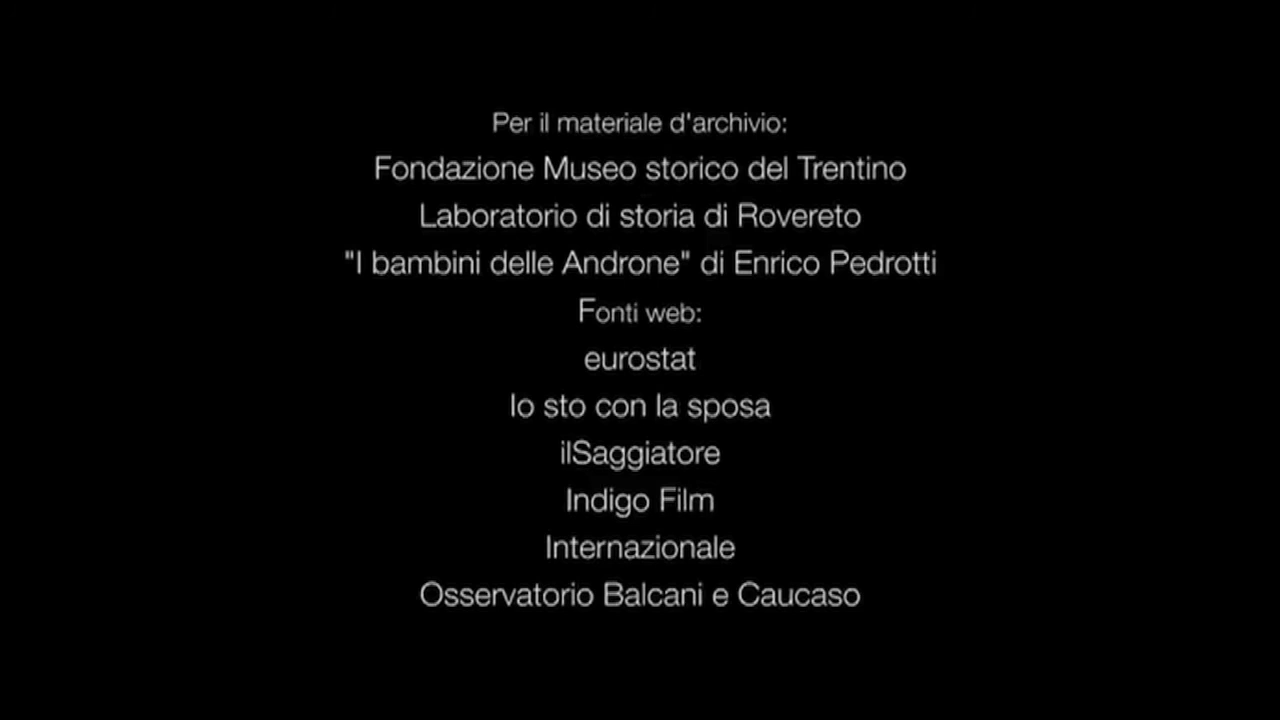 Per il materiale d'archivio:
Fondazione Museo storico del Trentino
Laboratorio di storia di Rovereto
"I bambini delle Androne" di Enrico Pedrotti
Fonti web:
eurostat
Io sto con la sposa
ilSaggiatore
Indigo Film
Internazionale
Osservatorio Balcani e Caucaso